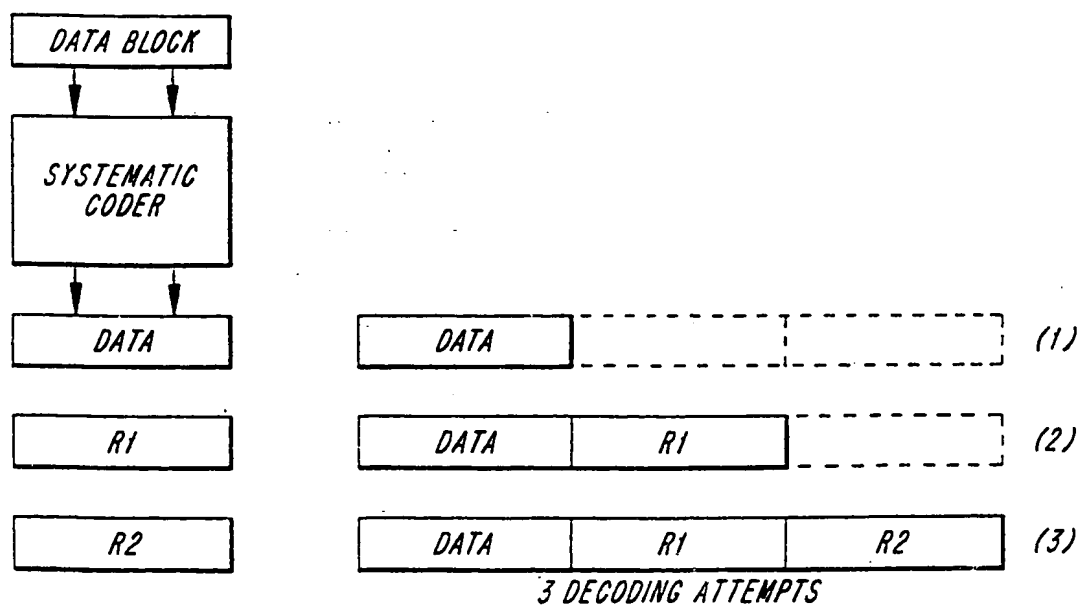 DATA BLOCK
SYSTEMATIC
CODER
DATA
DATA
(1)
R1
DATA
R1
(2)
R2
DATA
R1
R2
(3)
3 DECODING ATTEMPTS